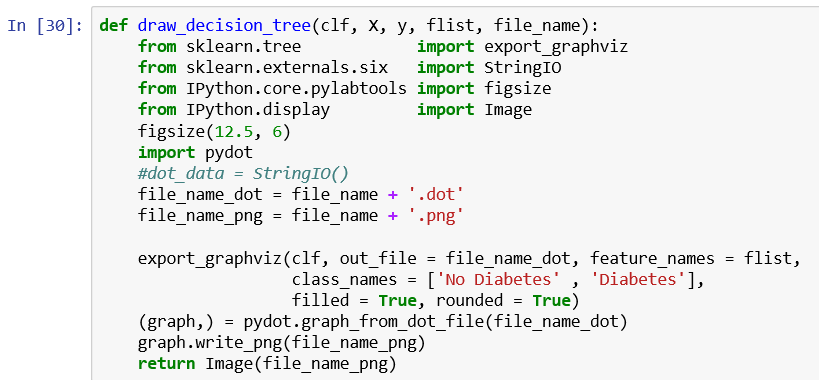 In [30]: def draw_decision_tree(clf, X, y, flist, file_name):
    from sklearn.tree            import export_graphviz
    from sklearn.externals.six   import StringIO
    from IPython.core.pylabtools import figsize
    from IPython.display         import Image
    figsize(12.5, 6)
    import pydot
    #dot_data = StringIO()
    file_name_dot = file_name + '.dot'
    file_name_png = file_name + '.png'

    export_graphviz(clf, out_file = file_name_dot, feature_names = flist,
                    class_names = ['No Diabetes' , 'Diabetes'],
                    filled = True, rounded = True)
    (graph,) = pydot.graph_from_dot_file(file_name_dot)
    graph.write_png(file_name_png)
    return Image(file_name_png)